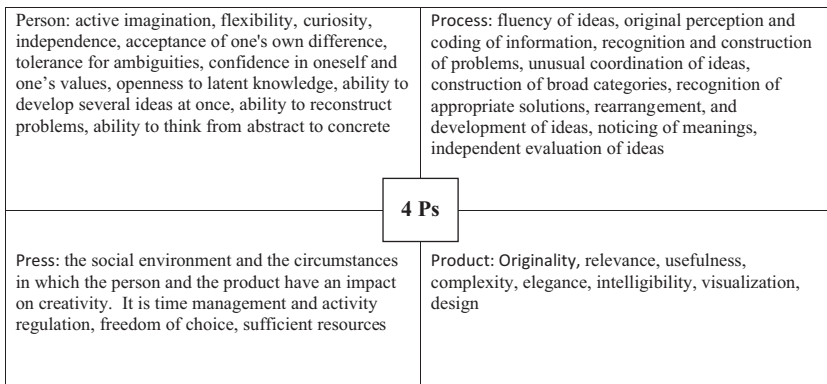 Person: active imagination, flexibility, curiosity,
independence, acceptance of one's own difference,
tolerance for ambiguities, confidence in oneself and
one’s values, openness to latent knowledge, ability to
develop several ideas at once, ability to reconstruct
problems, ability to think from abstract to concrete
Process: fluency of ideas, original perception and
coding of information, recognition and construction
of problems, unusual coordination of ideas,
construction of broad categories, recognition of
appropriate solutions, rearrangement, and
development of ideas, noticing of meanings,
independent evaluation of ideas
4 Ps
Press: the social environment and the circumstances
in which the person and the product have an impact
on creativity. It is time management and activity
regulation, freedom of choice, sufficient resources
Product: Originality, relevance, usefulness,
complexity, elegance, intelligibility, visualization,
design